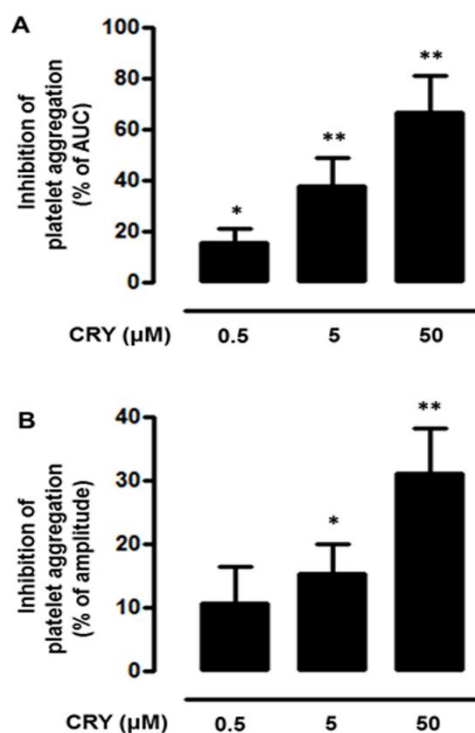 A
Inhibition of
platelet aggregation
(% of AUC)
100
80
60
40
20
0
*
**
**
CRY (µM)
0.5
5
50
B
Inhibition of
platelet aggregation
(% of amplitude)
40
30
20
10
0
*
**
CRY (µM)
0.5
5
50